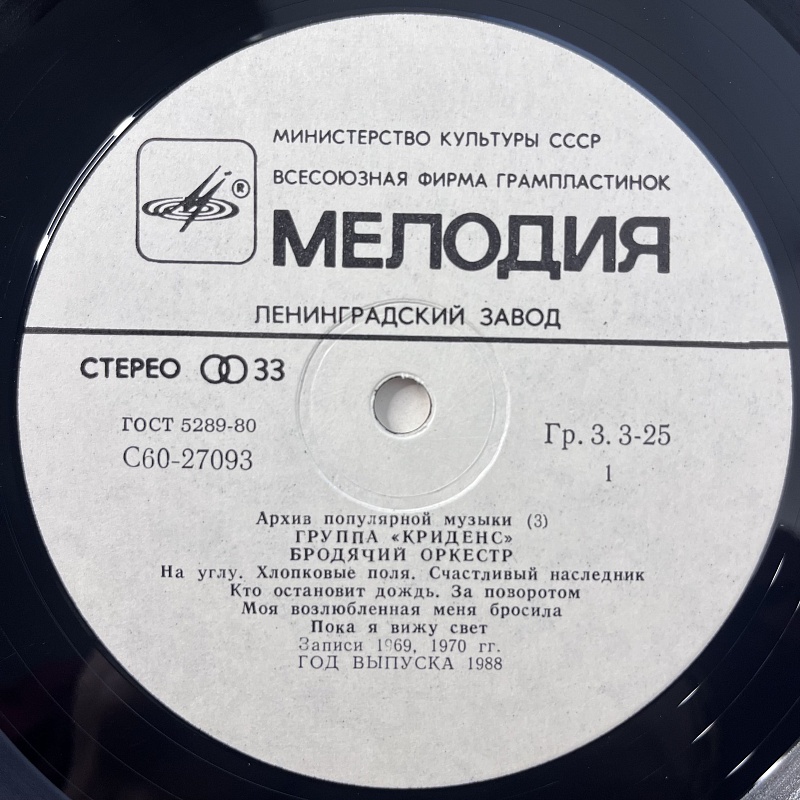 МИНИСТЕРСТВО КУЛЬТУРЫ СССР
ВСЕСОЮЗНАЯ ФИРМА ГРАМПЛАСТИНОК
®
МЕЛОДИЯ
ЛЕНИНГРАДСКИЙ ЗАВОД
СТЕРЕО 33
ГОСТ 5289-80
С60-27093
Гр. 3. 3-25
1
Архив популярной музыки (3)
ГРУППА «КРИДЕНС»
БРОДЯЧИЙ ОРКЕСТР
На углу. Хлопковые поля. Счастливый наследник
Кто остановит дождь. За поворотом
Моя возлюбленная меня бросила
Пока я вижу свет
Записи 1969, 1970 гг.
ГОД ВЫПУСКА 1988